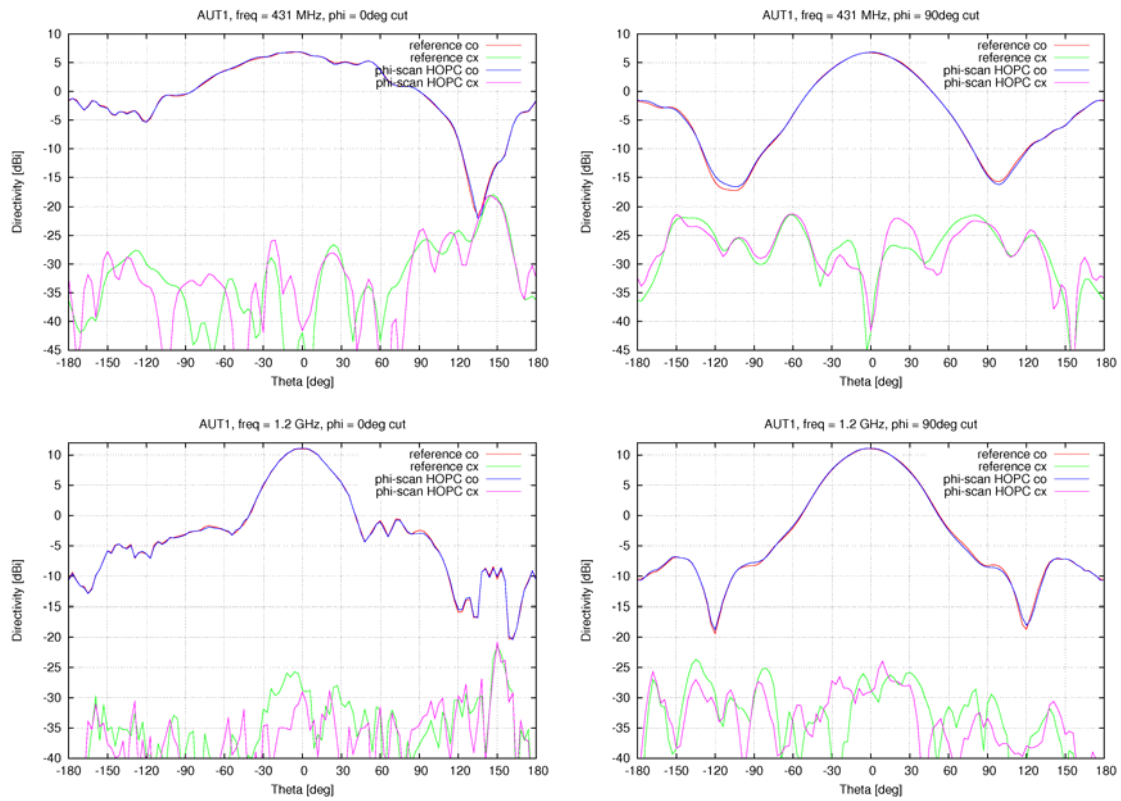 AUT1, freq = 431 MHz, phi = 0deg cut
Directivity [dBi]
10
5
0
-5
-10
-15
-20
-25
-30
-35
-40
-45
reference co
reference cx
phi-scan HOPC co
phi-scan HOPC cx
-180 -150 -120 -90 -60 -30 0 30 60 90 120 150 180
Theta [deg]
AUT1, freq = 431 MHz, phi = 90deg cut
Directivity [dBi]
10
5
0
-5
-10
-15
-20
-25
-30
-35
-40
-45
reference co
reference cx
phi-scan HOPC co
phi-scan HOPC cx
-180 -150 -120 -90 -60 -30 0 30 60 90 120 150 180
Theta [deg]
AUT1, freq = 1.2 GHz, phi = 0deg cut
Directivity [dBi]
10
5
0
-5
-10
-15
-20
-25
-30
-35
-40
reference co
reference cx
phi-scan HOPC co
phi-scan HOPC cx
-180 -150 -120 -90 -60 -30 0 30 60 90 120 150 180
Theta [deg]
AUT1, freq = 1.2 GHz, phi = 90deg cut
Directivity [dBi]
10
5
0
-5
-10
-15
-20
-25
-30
-35
-40
reference co
reference cx
phi-scan HOPC co
phi-scan HOPC cx
-180 -150 -120 -90 -60 -30 0 30 60 90 120 150 180
Theta [deg]